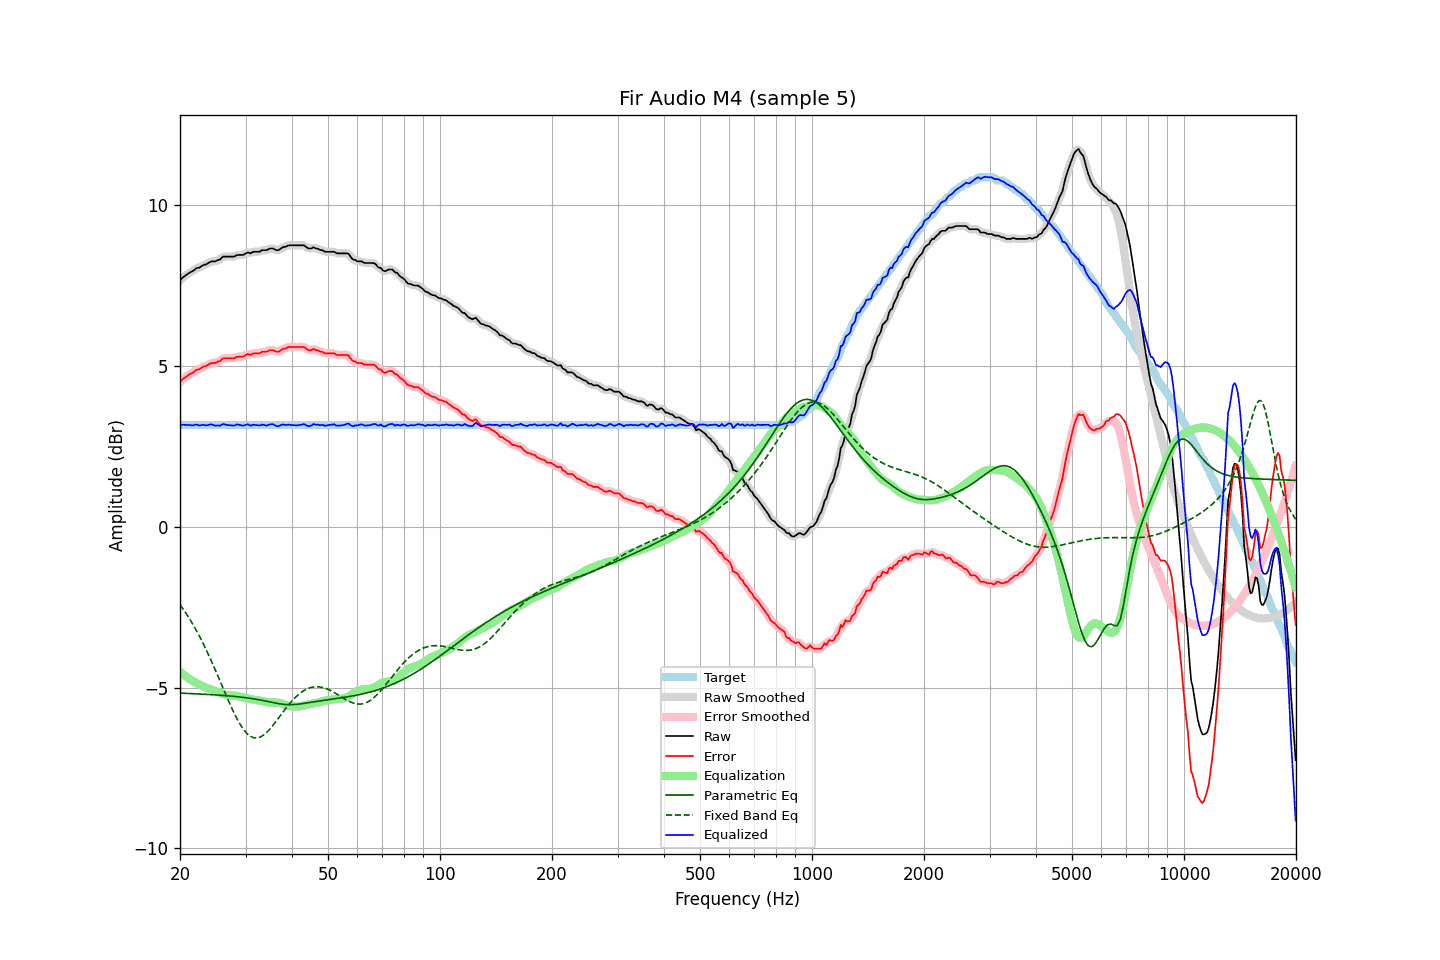 Fir Audio M4 (sample 5)
Amplitude (dBr)
10
5
0
−5
−10
Target
Raw Smoothed
Error Smoothed
Raw
Error
Equalization
Parametric Eq
Fixed Band Eq
Equalized
20
50
100
200
500
1000
2000
5000
10000
20000
Frequency (Hz)